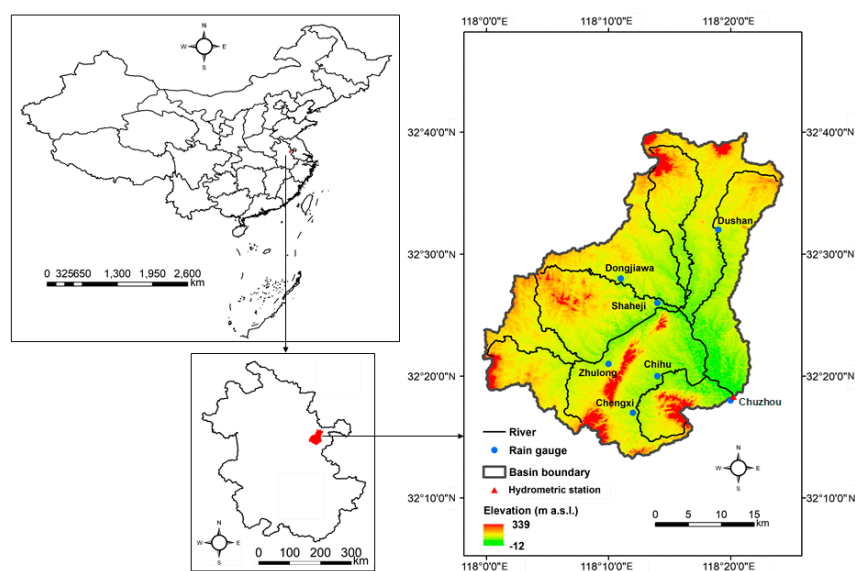 N
W E
S
0 325650 1,300 1,950 2,600
km
N
W E
S
0 100 200 300
km
118°0'0"E 118°10'0"E 118°20'0"E
32°40'0"N
32°30'0"N
32°20'0"N
32°10'0"N
32°40'0"N
32°30'0"N
32°20'0"N
32°10'0"N
Dushan
Dongjiawa
Shaheji
Zhulong
Chihu
Chengxi
Chuzhou
River
Rain gauge
Basin boundary
Hydrometric station
Elevation (m a.s.l.)
339
-12
N
W E
S
0 5 10 15
km
118°0'0"E 118°10'0"E 118°20'0"E